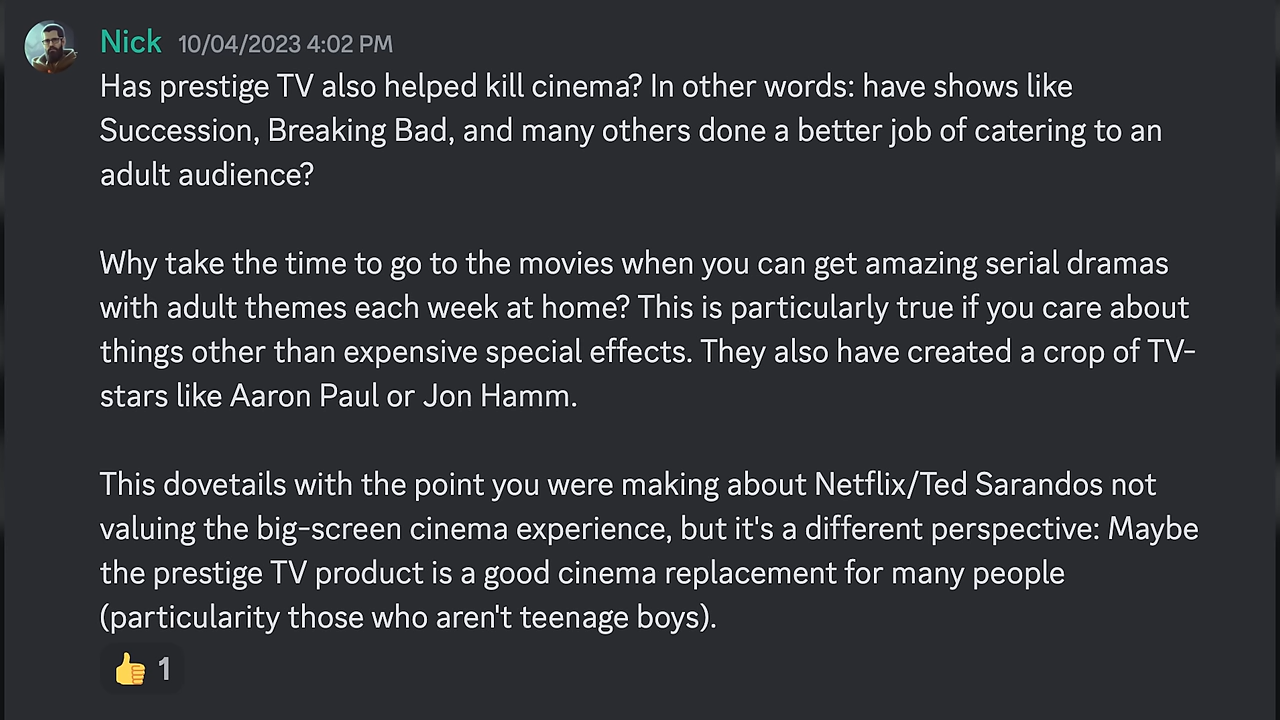 Nick 10/04/2023 4:02 PM
Has prestige TV also helped kill cinema? In other words: have shows like
Succession, Breaking Bad, and many others done a better job of catering to an
adult audience?
Why take the time to go to the movies when you can get amazing serial dramas
with adult themes each week at home? This is particularly true if you care about
things other than expensive special effects. They also have created a crop of TV-
stars like Aaron Paul or Jon Hamm.
This dovetails with the point you were making about Netflix/Ted Sarandos not
valuing the big-screen cinema experience, but it's a different perspective: Maybe
the prestige TV product is a good cinema replacement for many people
(particularity those who aren't teenage boys).
👍 1